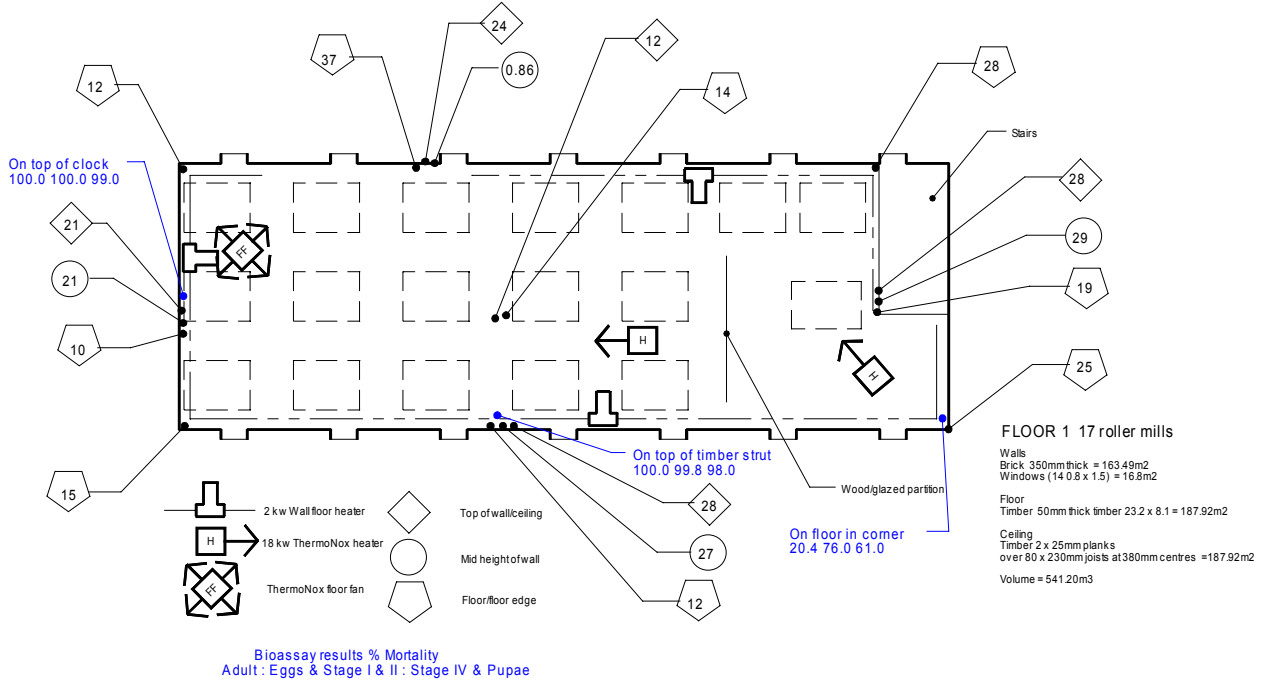 24
12
37
0.86
28
12
14
Stairs
On top of clock
100.0 100.0 99.0
28
21
FF
29
21
19
H
10
H
25
FLOOR 1 17 roller mills
On top of timber strut
100.0 99.8 98.0
Walls
Brick 350mm thick = 163.49m2
Windows (14 0.8 x 1.5) = 16.8m2
15
Wood/glazed partition
28
Floor
Timber 50mm thick timber 23.2 x 8.1 = 187.92m2
2 kw Wall floor heater
Top of wall/ceiling
On floor in corner
20.4 76.0 61.0
Ceiling
Timber 2 x 25mm planks
over 80 x 230mm joists at 380mm centres =187.92m2
H
18 kw ThermoNox heater
Mid height of wall
27
Volume = 541.20m3
FF
ThermoNox floor fan
Floor/floor edge
12
Bioassay results % Mortality
Adult : Eggs & Stage I & II : Stage IV & Pupae